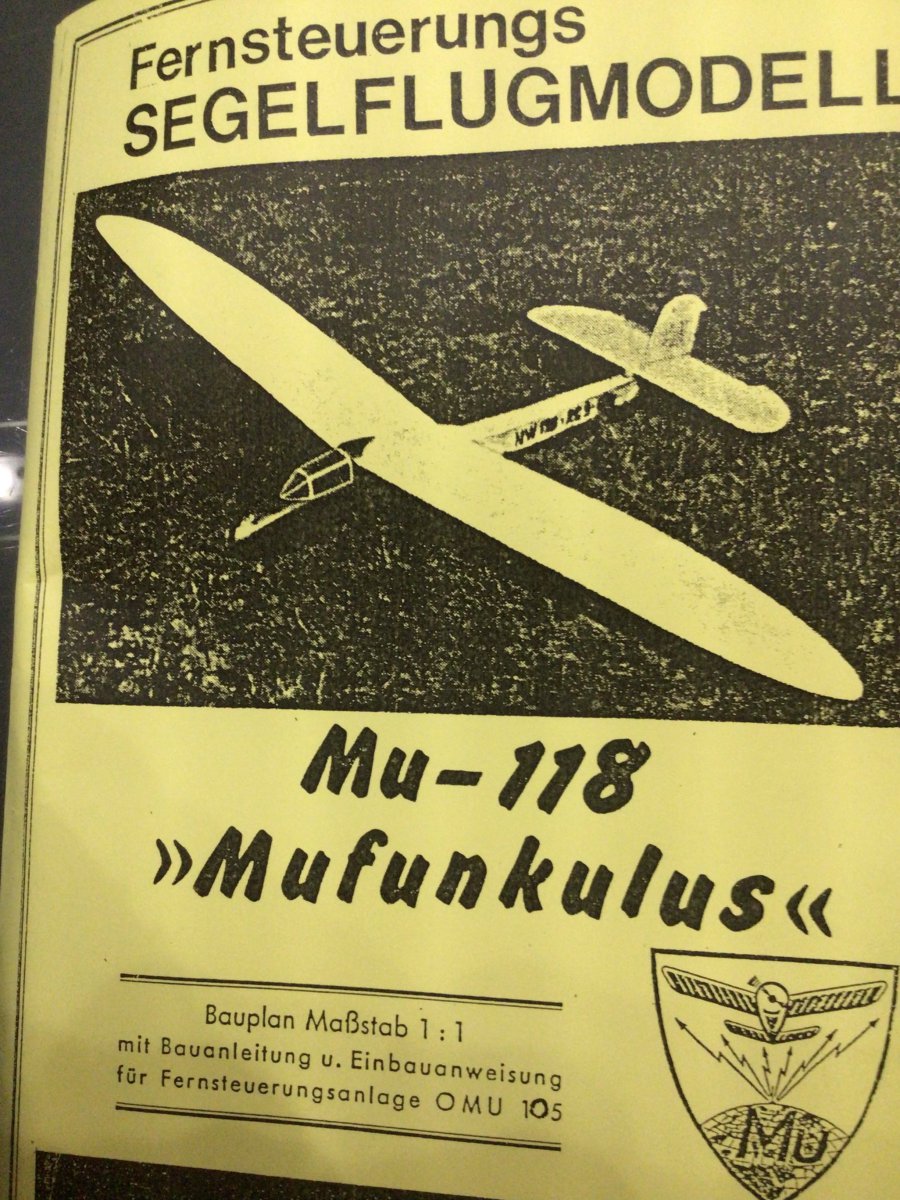 Fernsteuerungs
SEGELFLUGMODELL
Mu-118
»Mufunkulus«
Bauplan Maßstab 1:1
mit Bauanleitung u. Einbauanweisung
für Fernsteuerungsanlage OMU 105
Mu